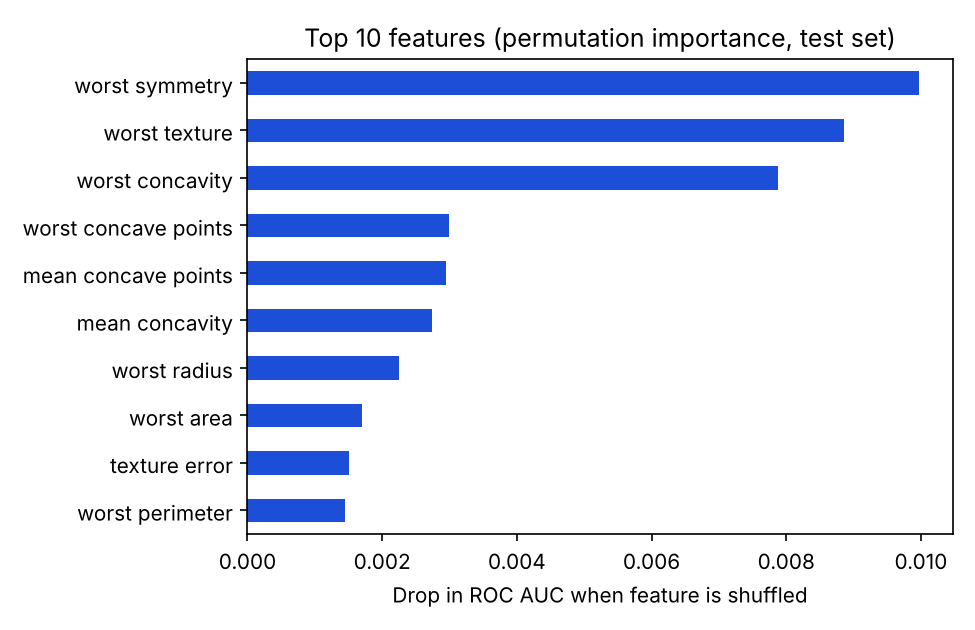 Top 10 features (permutation importance, test set)
worst symmetry
worst texture
worst concavity
worst concave points
mean concave points
mean concavity
worst radius
worst area
texture error
worst perimeter
0.000 0.002 0.004 0.006 0.008 0.010
Drop in ROC AUC when feature is shuffled